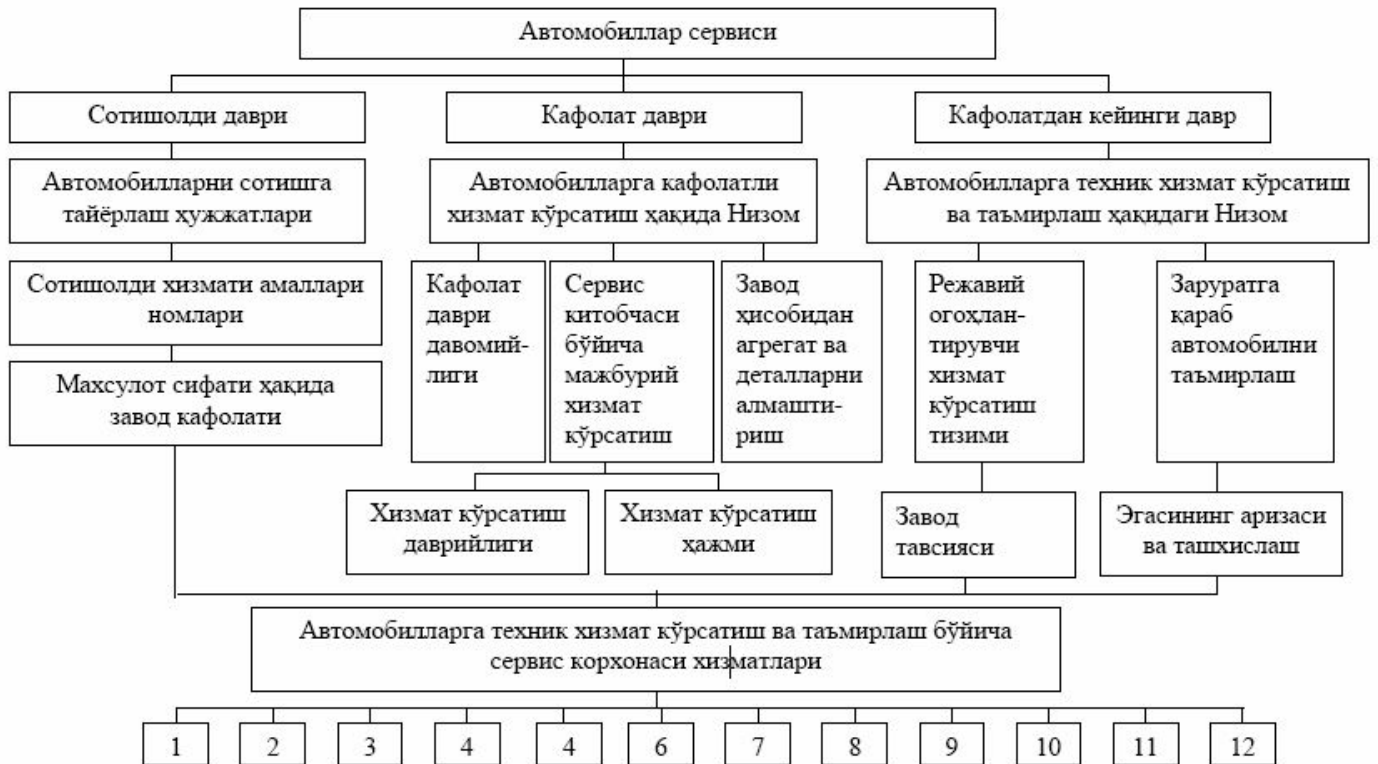 Автомобиллар сервиси
Сотишолди даври
Кафолат даври
Кафолатдан кейинги давр
Автомобилларни сотишга
тайёрлаш ҳужжатлари
Автомобилларга кафолатли
хизмат кўрсатиш ҳақида Низом
Автомобилларга техник хизмат кўрсатиш
ва таъмирлаш ҳақидаги Низом
Сотишолди хизмати амаллари
номлари
Махсулот сифати ҳақида
завод кафолати
Кафолат
даври
давомий-
лиги
Сервис
китобчаси
бўйича
мажбурий
хизмат
кўрсатиш
Завод
ҳисобидан
агрегат ва
деталларни
алмашти-
риш
Режавий
огоҳлан-
тирувчи
хизмат
кўрсатиш
тизими
Заруратга
қараб
автомобилни
таъмирлаш
Хизмат кўрсатиш
даврийлиги
Хизмат кўрсатиш
ҳажми
Завод
тавсияси
Эгасининг аризаси
ва ташхислаш
Автомобилларга техник хизмат кўрсатиш ва таъмирлаш бўйича
сервис корхонаси хизматлари
1 2 3 4 4 6 7 8 9 10 11 12